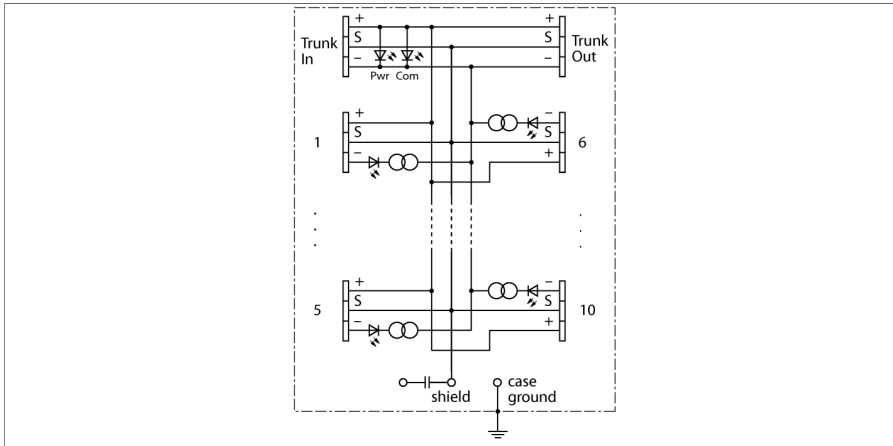 + +
Trunk In S S Trunk Out
− −
Pwr Com
+ −
1 S S 6
− +
+ −
5 S S 10
− +
shield case ground